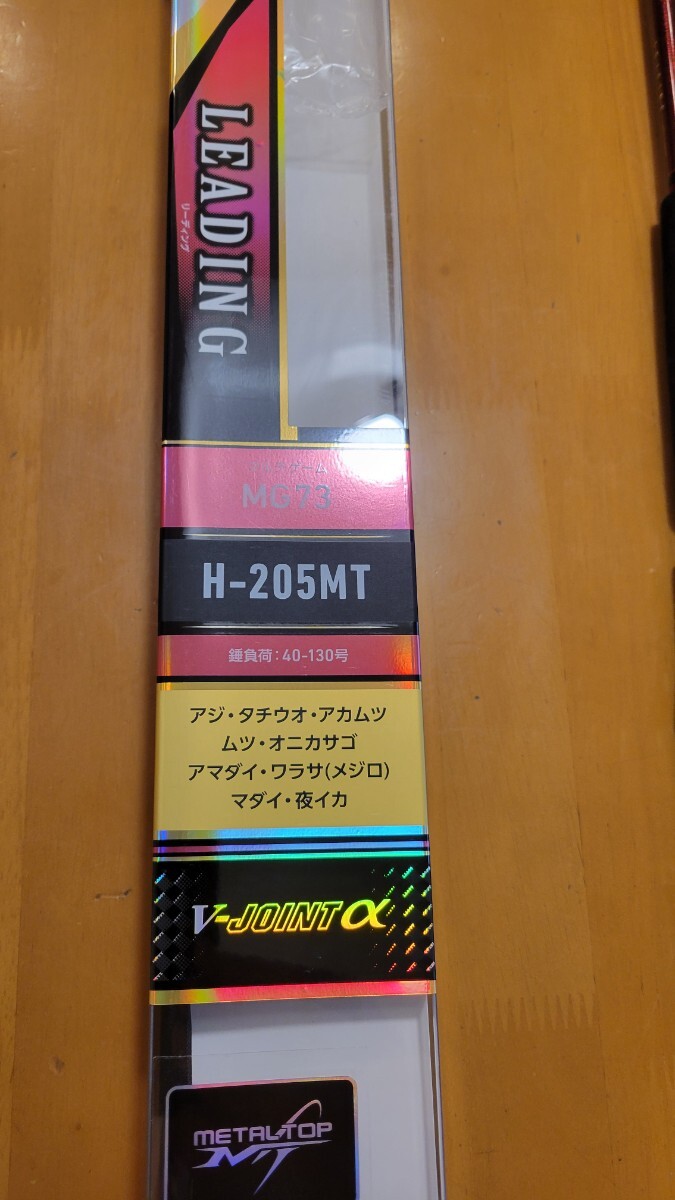 LEADING
リーディング
MG73
H-205MT
錘負荷:40-130号
アジ・タチウオ・アカムツ
ムツ・オニカサゴ
アマダイ・ワラサ(メジロ)
マダイ・夜イカ
V-JOINT α
METAL TOP
MT